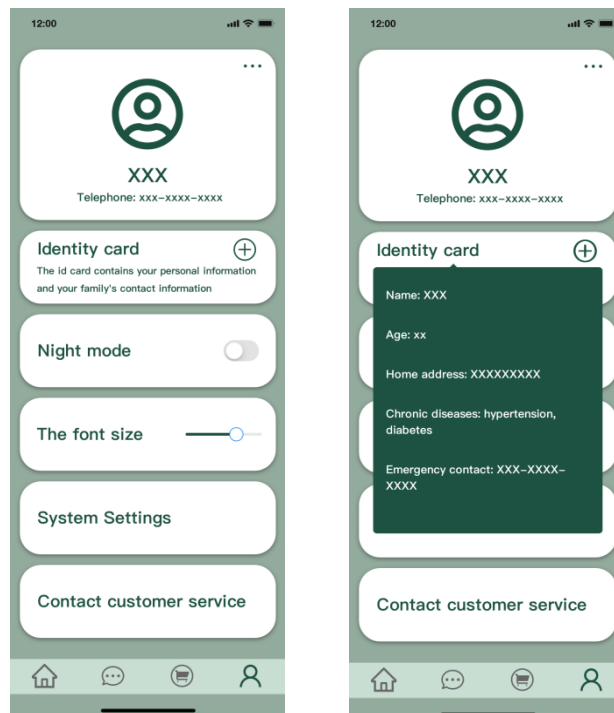 12:00
XXX
Telephone: xxx-xxxx-xxxx
Identity card
The id card contains your personal information
and your family's contact information
Night mode
The font size
System Settings
Contact customer service
12:00
XXX
Telephone: xxx-xxxx-xxxx
Identity card
Name: XXX
Age: xx
Home address: XXXXXXXXX
Chronic diseases: hypertension,
diabetes
Emergency contact: XXX-XXXX-
XXXX
Contact customer service